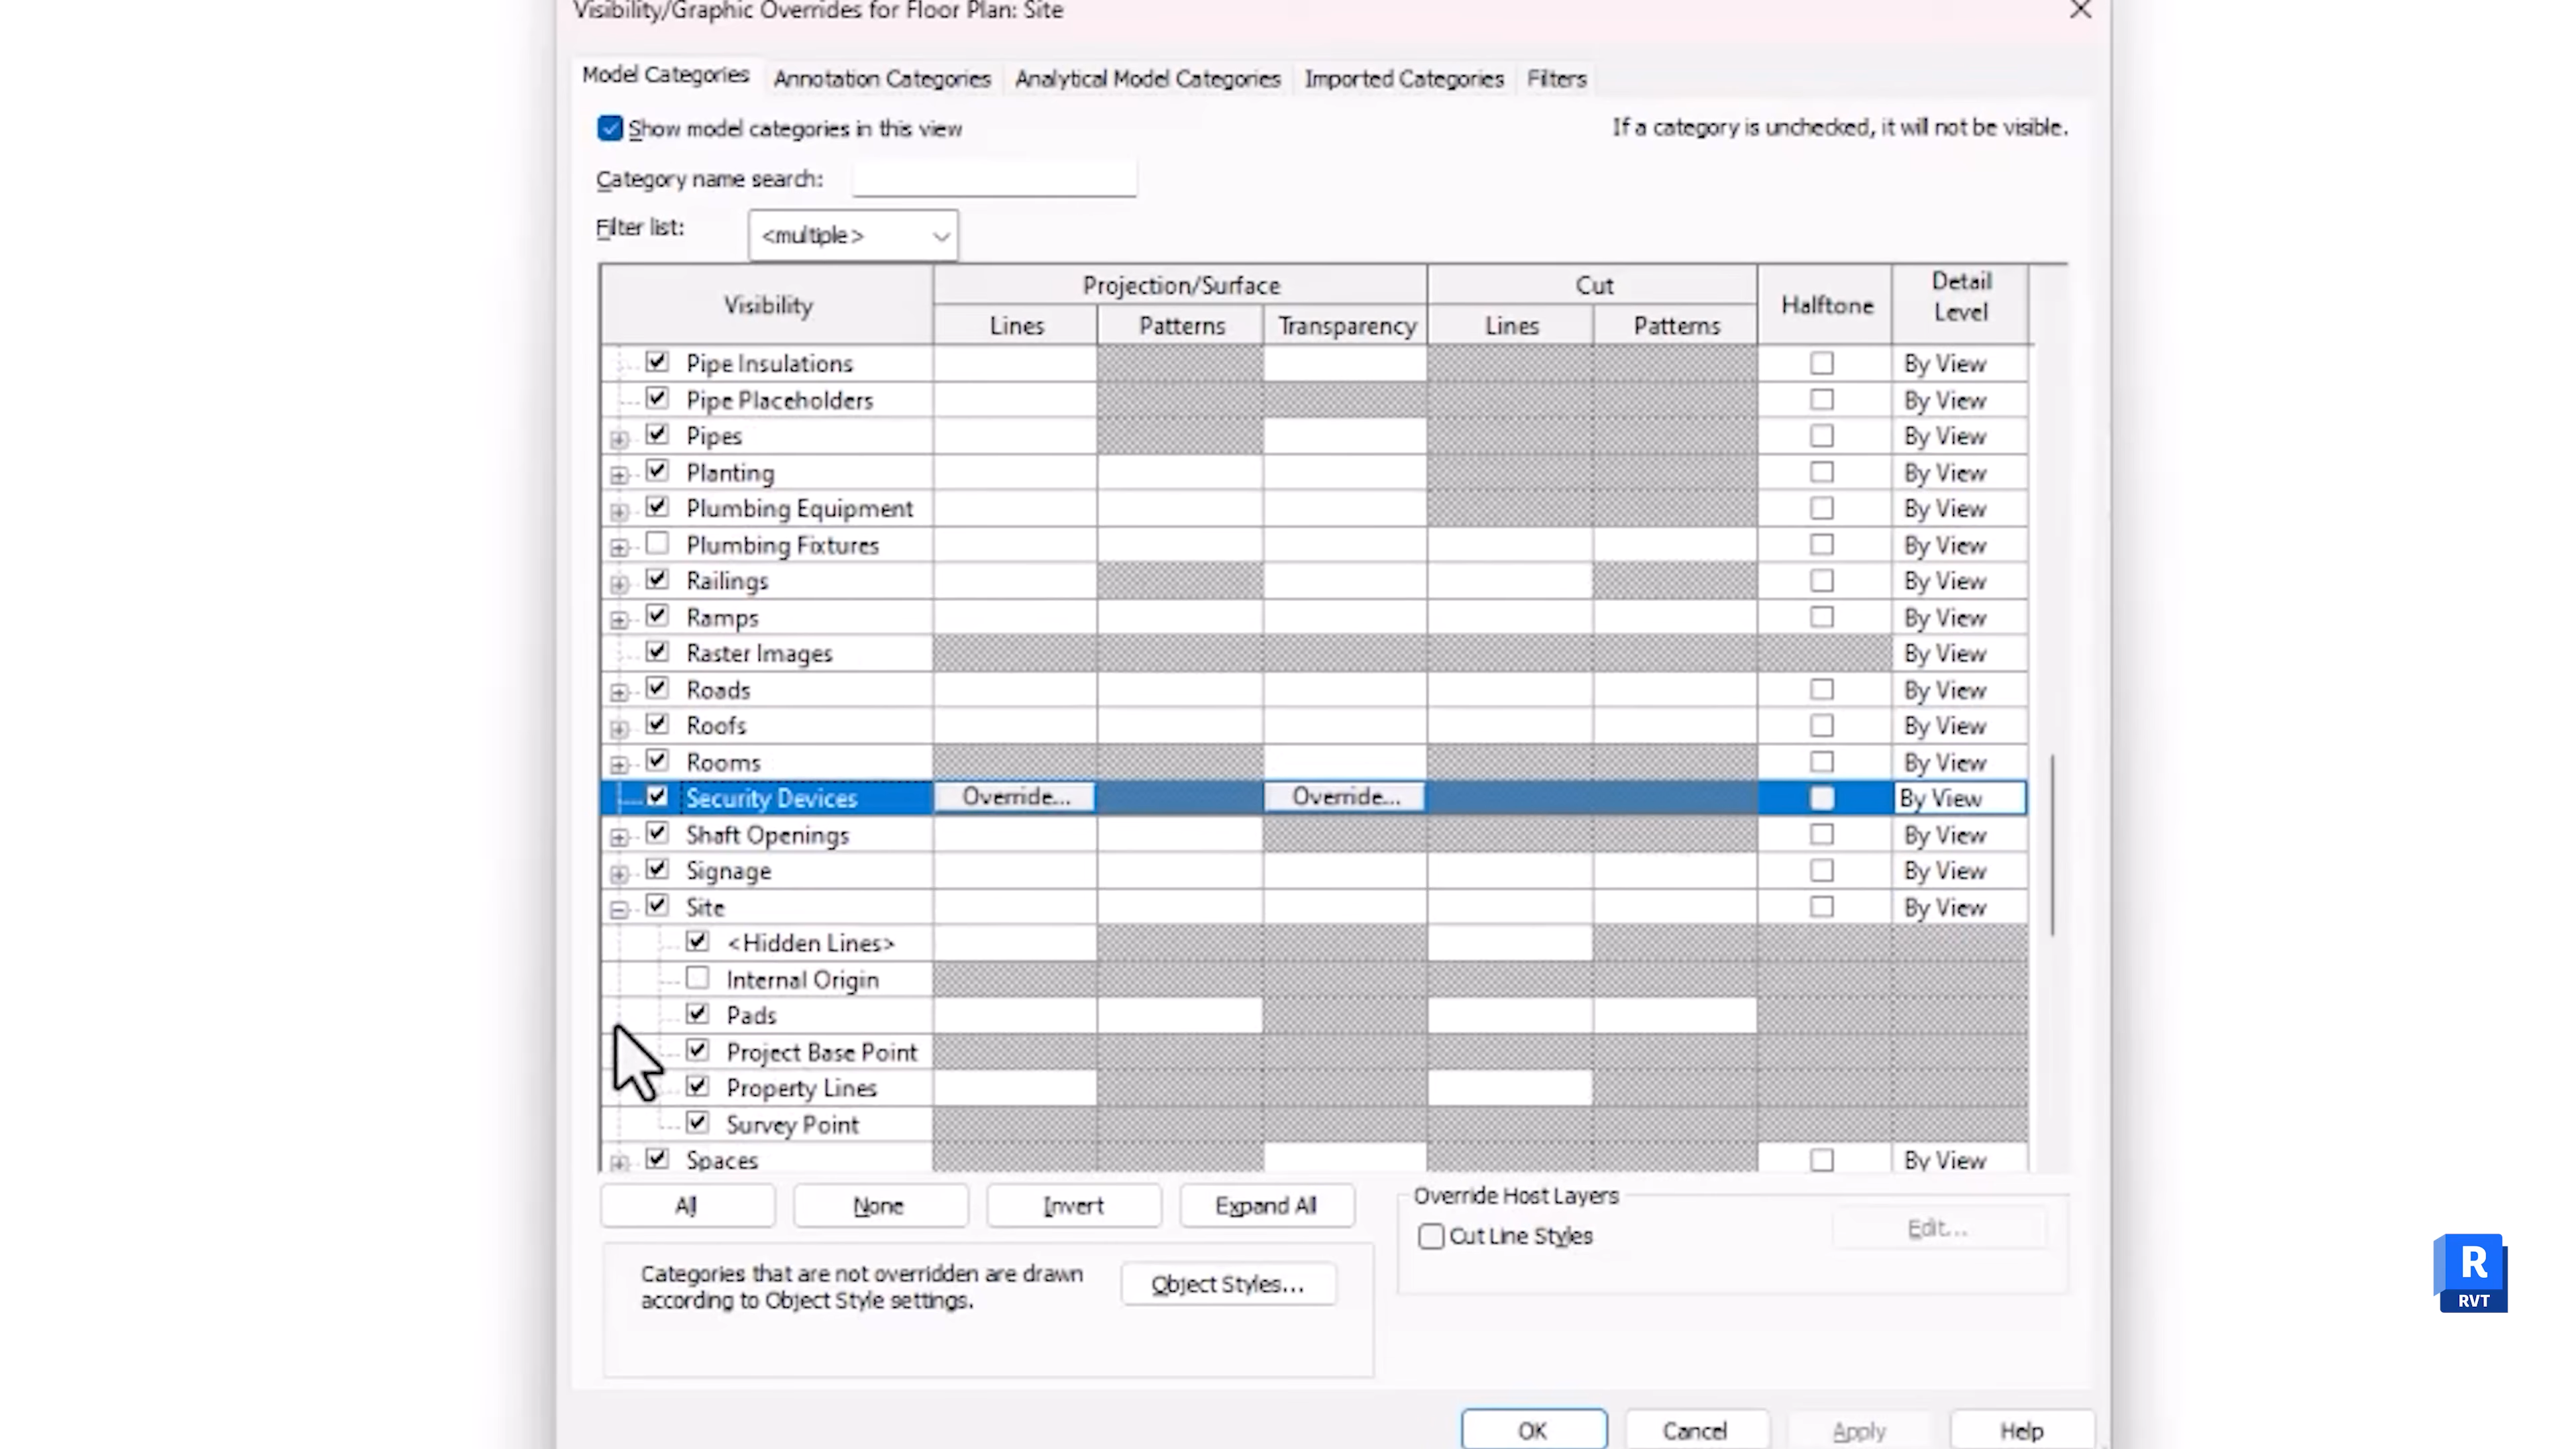 Visibility/Graphic Overrides for Floor Plan: Site
Model Categories Annotation Categories Analytical Model Categories Imported Categories Filters
Show model categories in this view
If a category is unchecked, it will not be visible.
Category name search:
Filter list: <multiple>
Visibility Projection/Surface Cut Halftone Detail Level
Lines Patterns Transparency Lines Patterns
Pipe Insulations By View
Pipe Placeholders By View
Pipes By View
Planting By View
Plumbing Equipment By View
Plumbing Fixtures By View
Railings By View
Ramps By View
Raster Images By View
Roads By View
Roofs By View
Rooms By View
Security Devices Override... Override... By View
Shaft Openings By View
Signage By View
Site By View
<Hidden Lines>
Internal Origin
Pads
Project Base Point
Property Lines
Survey Point
Spaces By View
All None Invert Expand All
Override Host Layers
Cut Line Styles Edit...
Categories that are not overridden are drawn
according to Object Style settings.
Object Styles...
OK Cancel Apply Help
R
RVT